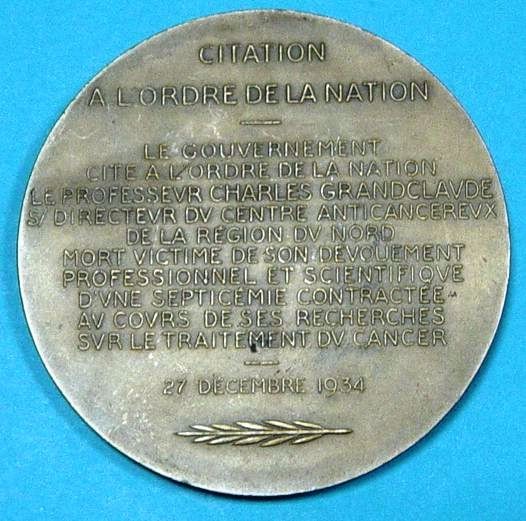 CITATION
A L'ORDRE DE LA NATION
LE GOUVERNEMENT
CITE A L'ORDRE DE LA NATION
LE PROFESSEVR CHARLES GRANDCLAVDE
S/DIRECTEVR DV CENTRE ANTICANCEREVX
DE LA RÉGION DV NORD
MORT VICTIME DE SON DÉVOUEMENT
PROFESSIONNEL ET SCIENTIFIQVE
D'VNE SEPTICÉMIE CONTRACTÉE
AV COVRS DE SES RECHERCHES
SVR LE TRAITEMENT DV CANCER
27 DÉCEMBRE 1934